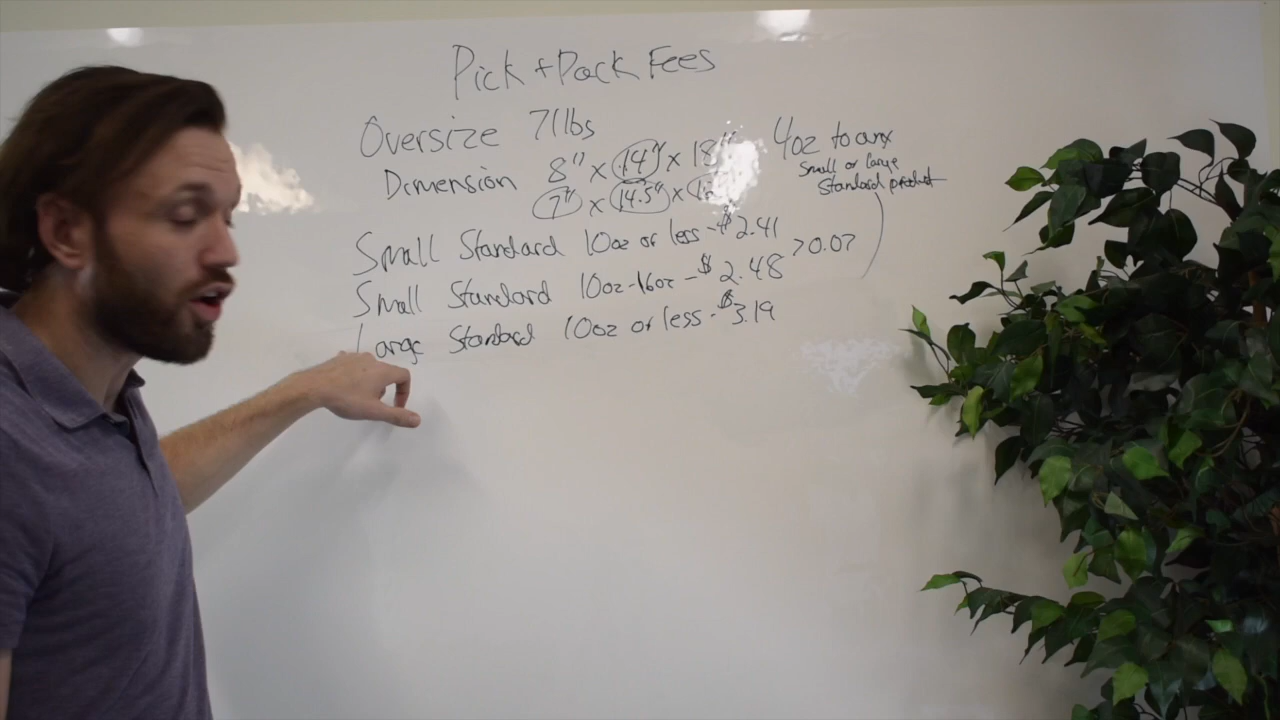 Pick + Pack Fees
Oversize 71lbs
Dimension 8" x 14" x 18"
7" x 14.5" x
4oz to any
Small or large
Standard product
Small Standard 10oz or less - $2.41
Small Standard 10oz-16oz - $2.48 >0.07
Large Standard 10oz or less - $3.19